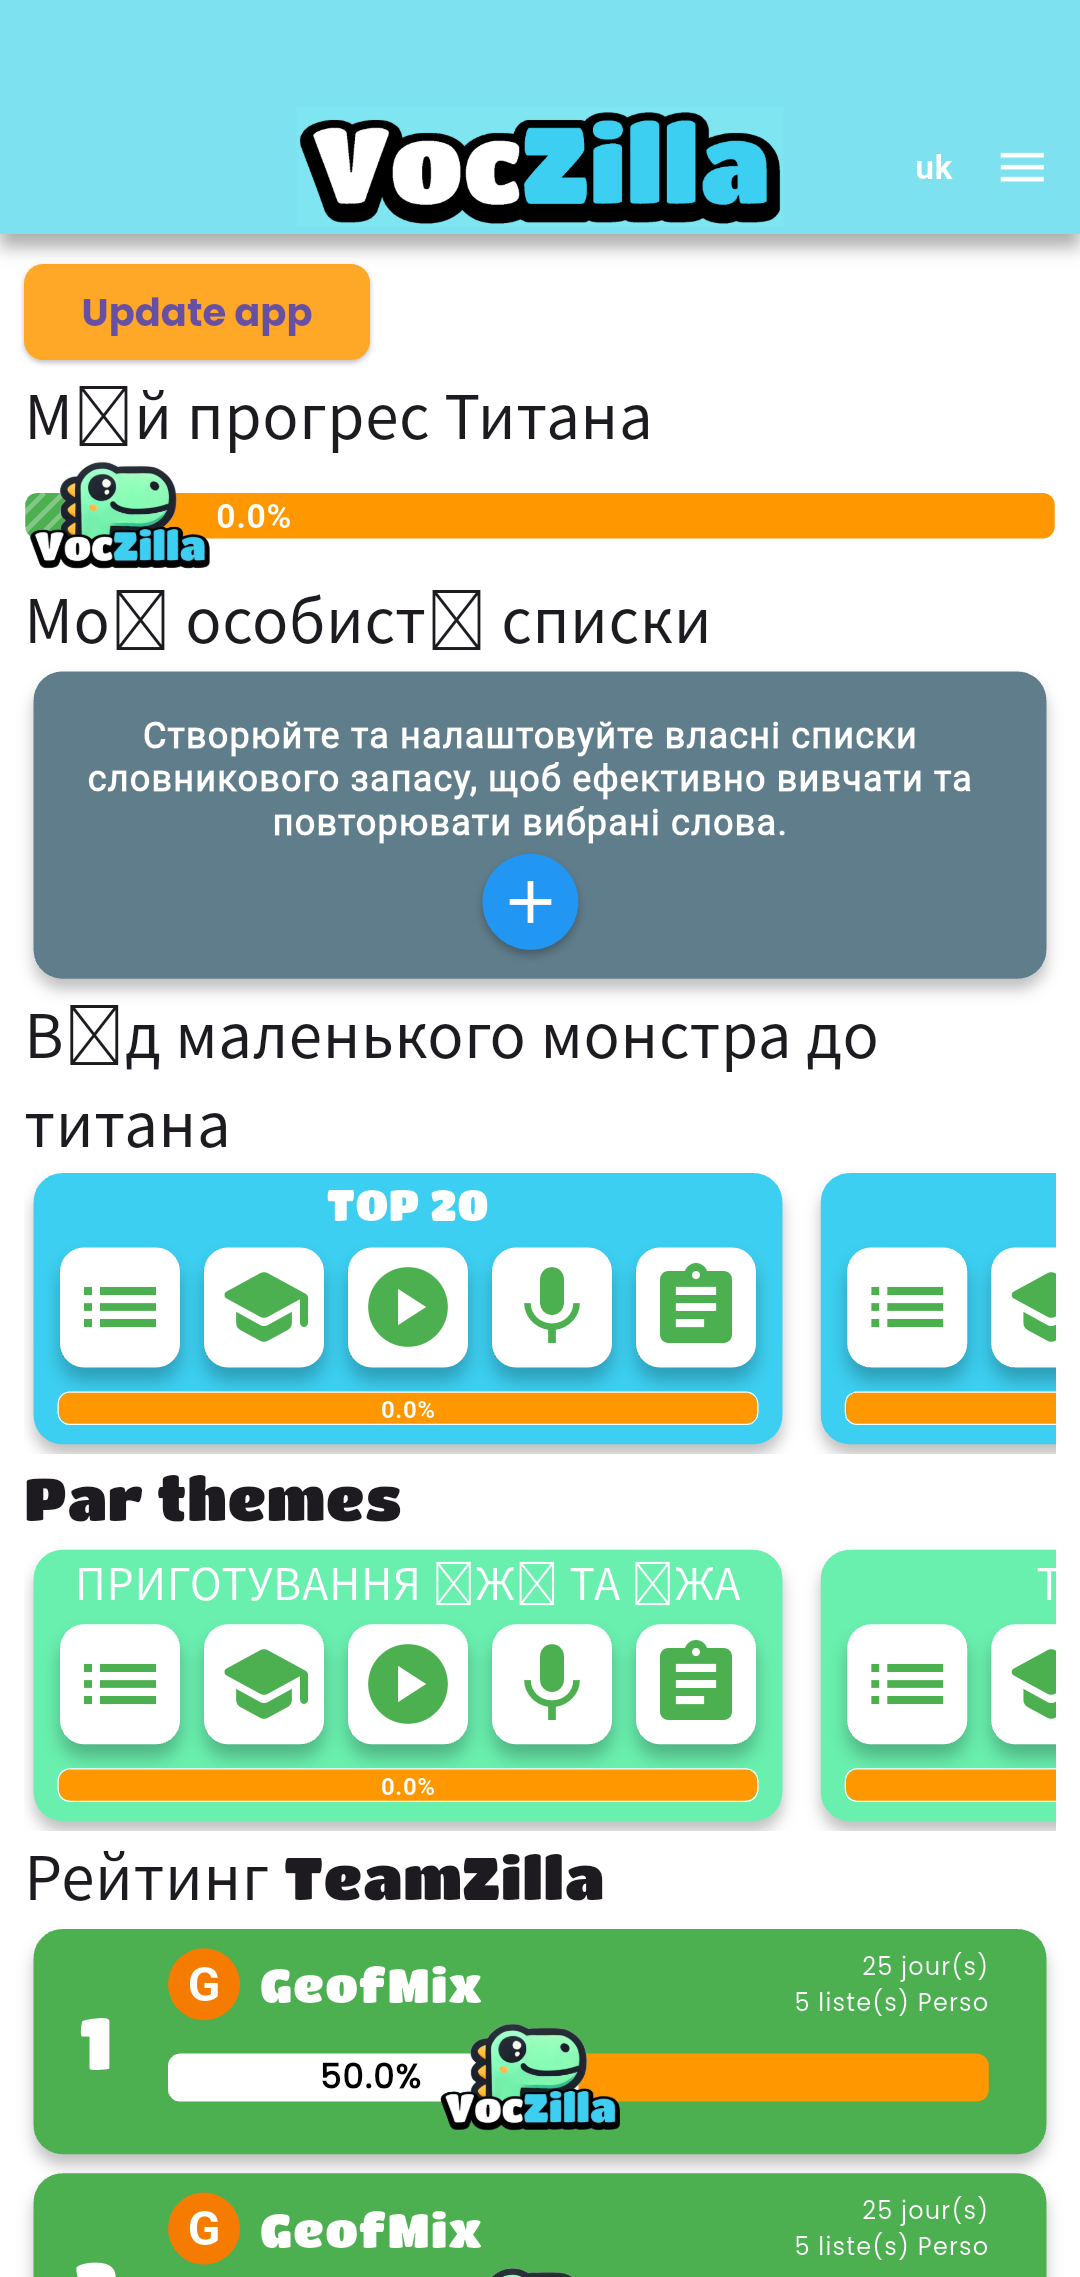 VocZilla
uk
Update app
М☒й прогрес Титана
0.0%
VocZilla
Мо☒ особист☒ списки
Створюйте та налаштовуйте власні списки
словникового запасу, щоб ефективно вивчати та
повторювати вибрані слова.
В☒д маленького монстра до
титана
TOP 20
0.0%
Par themes
ПРИГОТУВАННЯ ☒Ж☒ ТА ☒ЖА
0.0%
Рейтинг TeamZilla
1
G GeofMix
25 jour(s)
5 liste(s) Perso
50.0%
VocZilla
G GeofMix
25 jour(s)
5 liste(s) Perso